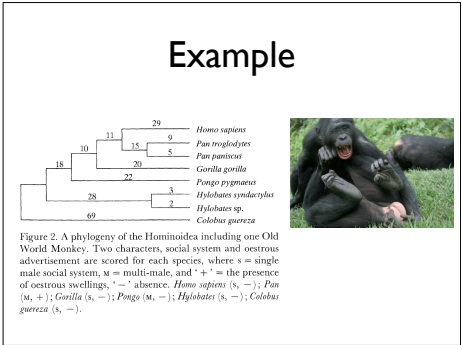 Example
29
Homo sapiens
11
9
Pan troglodytes
15
10
5
Pan paniscus
18
20
Gorilla gorilla
22
Pongo pygmaeus
3
Hylobates syndactylus
28
2
Hylobates sp.
69
Colobus guereza
Figure 2. A phylogeny of the Hominoidea including one Old
World Monkey. Two characters, social system and oestrous
advertisement are scored for each species, where s = single
male social system, M = multi-male, and ‘+’ = the presence
of oestrous swellings, ‘−’ absence. Homo sapiens (s, −); Pan
(M, +); Gorilla (s, −); Pongo (M, −); Hylobates (s, −); Colobus
guereza (s, −).